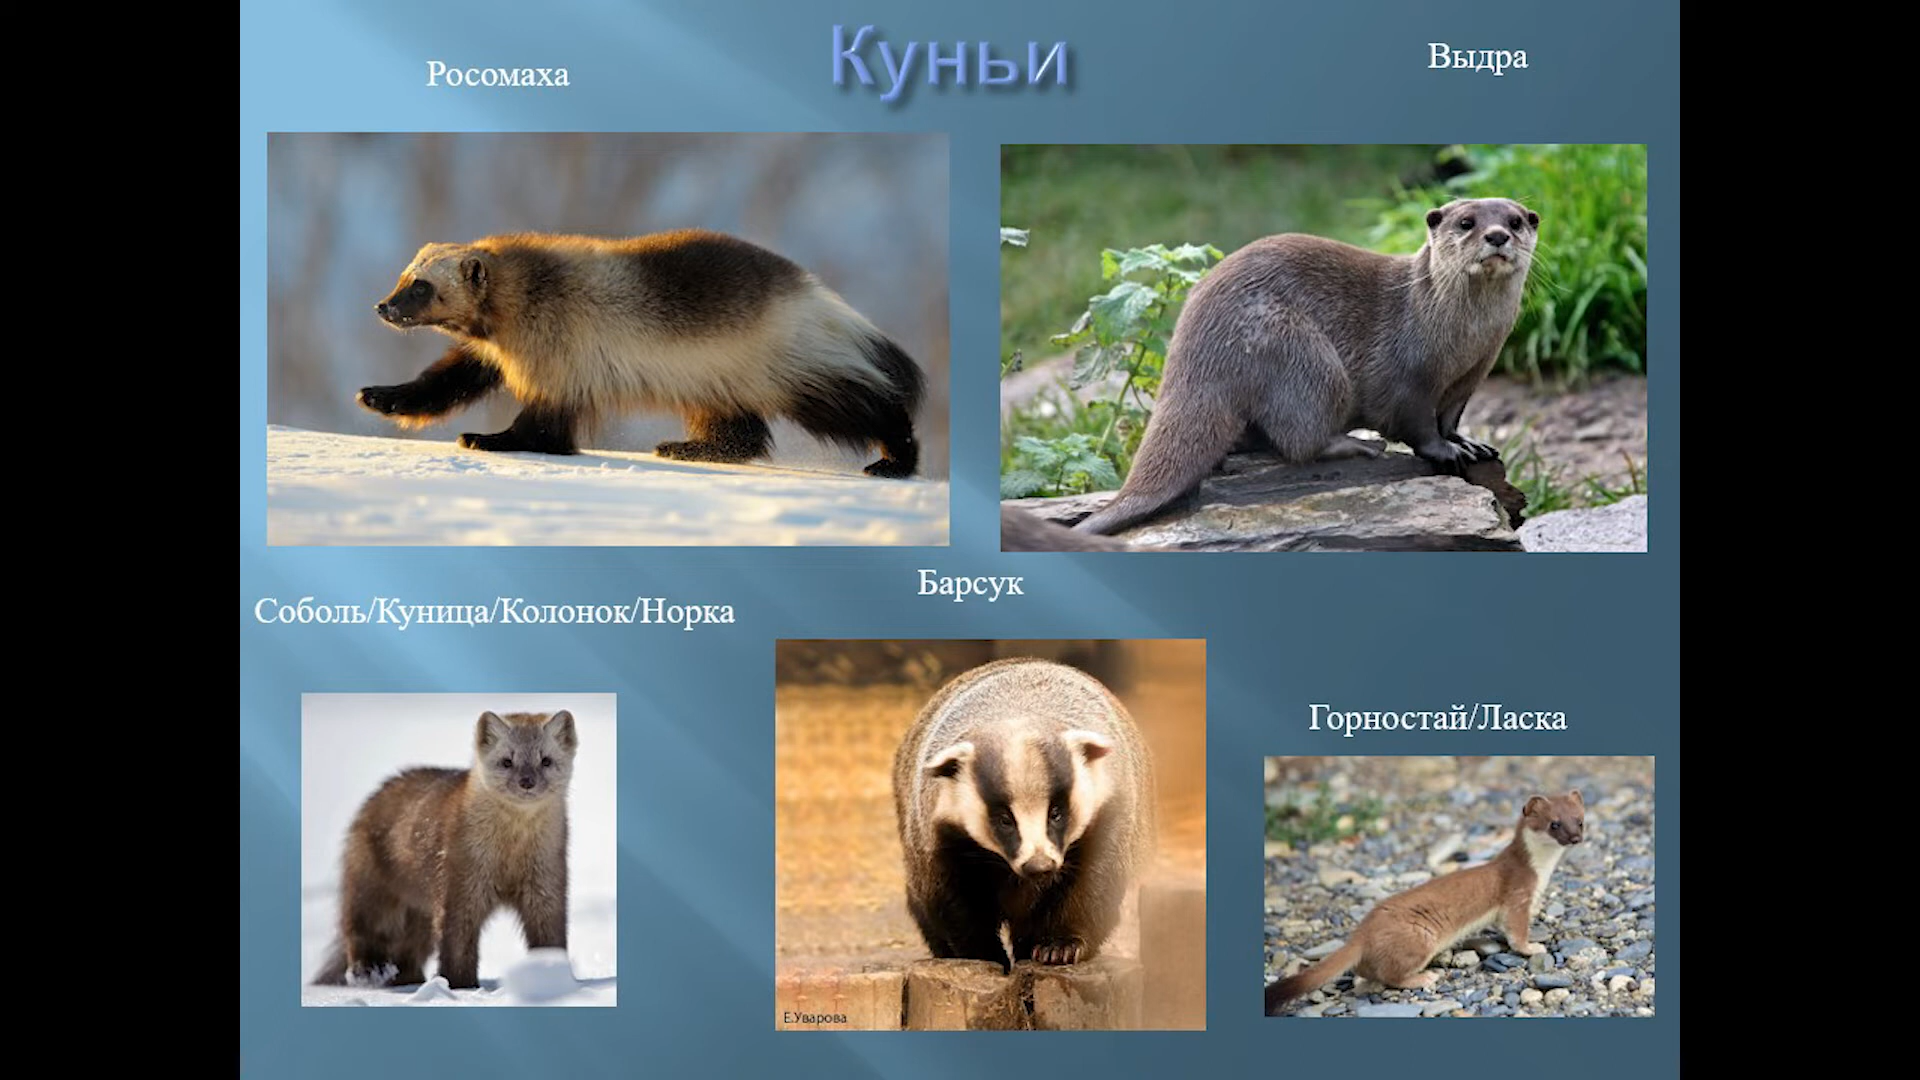 Куньи
Росомаха
Выдра
Соболь/Куница/Колонок/Норка
Барсук
Горностай/Ласка
Е.Уварова